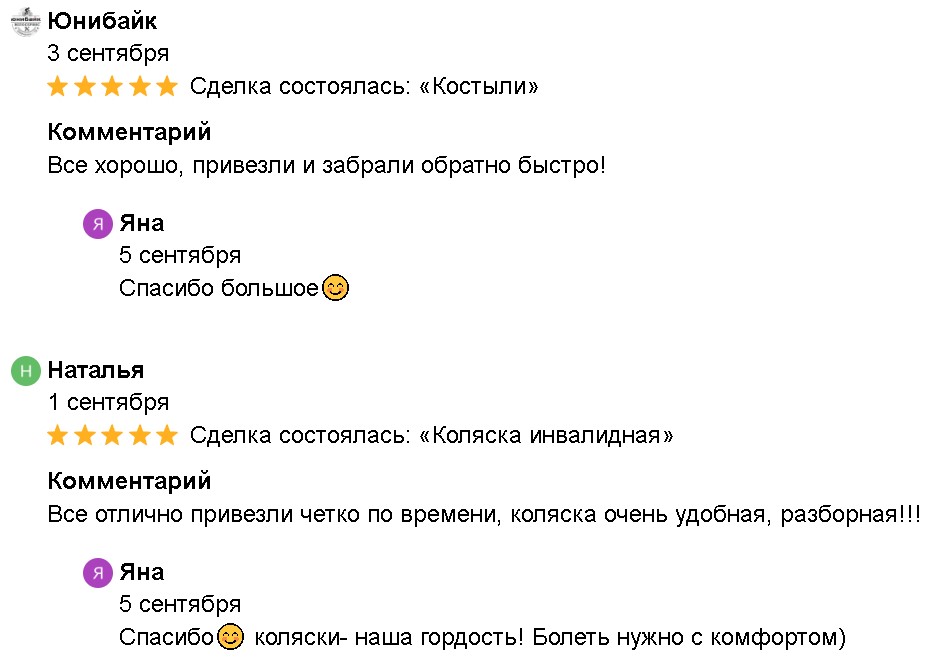 Юнибайк
3 сентября
Сделка состоялась: «Костыли»
Комментарий
Все хорошо, привезли и забрали обратно быстро!
Я Яна
5 сентября
Спасибо большое😊
Н Наталья
1 сентября
Сделка состоялась: «Коляска инвалидная»
Комментарий
Все отлично привезли четко по времени, коляска очень удобная, разборная!!!
Я Яна
5 сентября
Спасибо😊 коляски- наша гордость! Болеть нужно с комфортом)